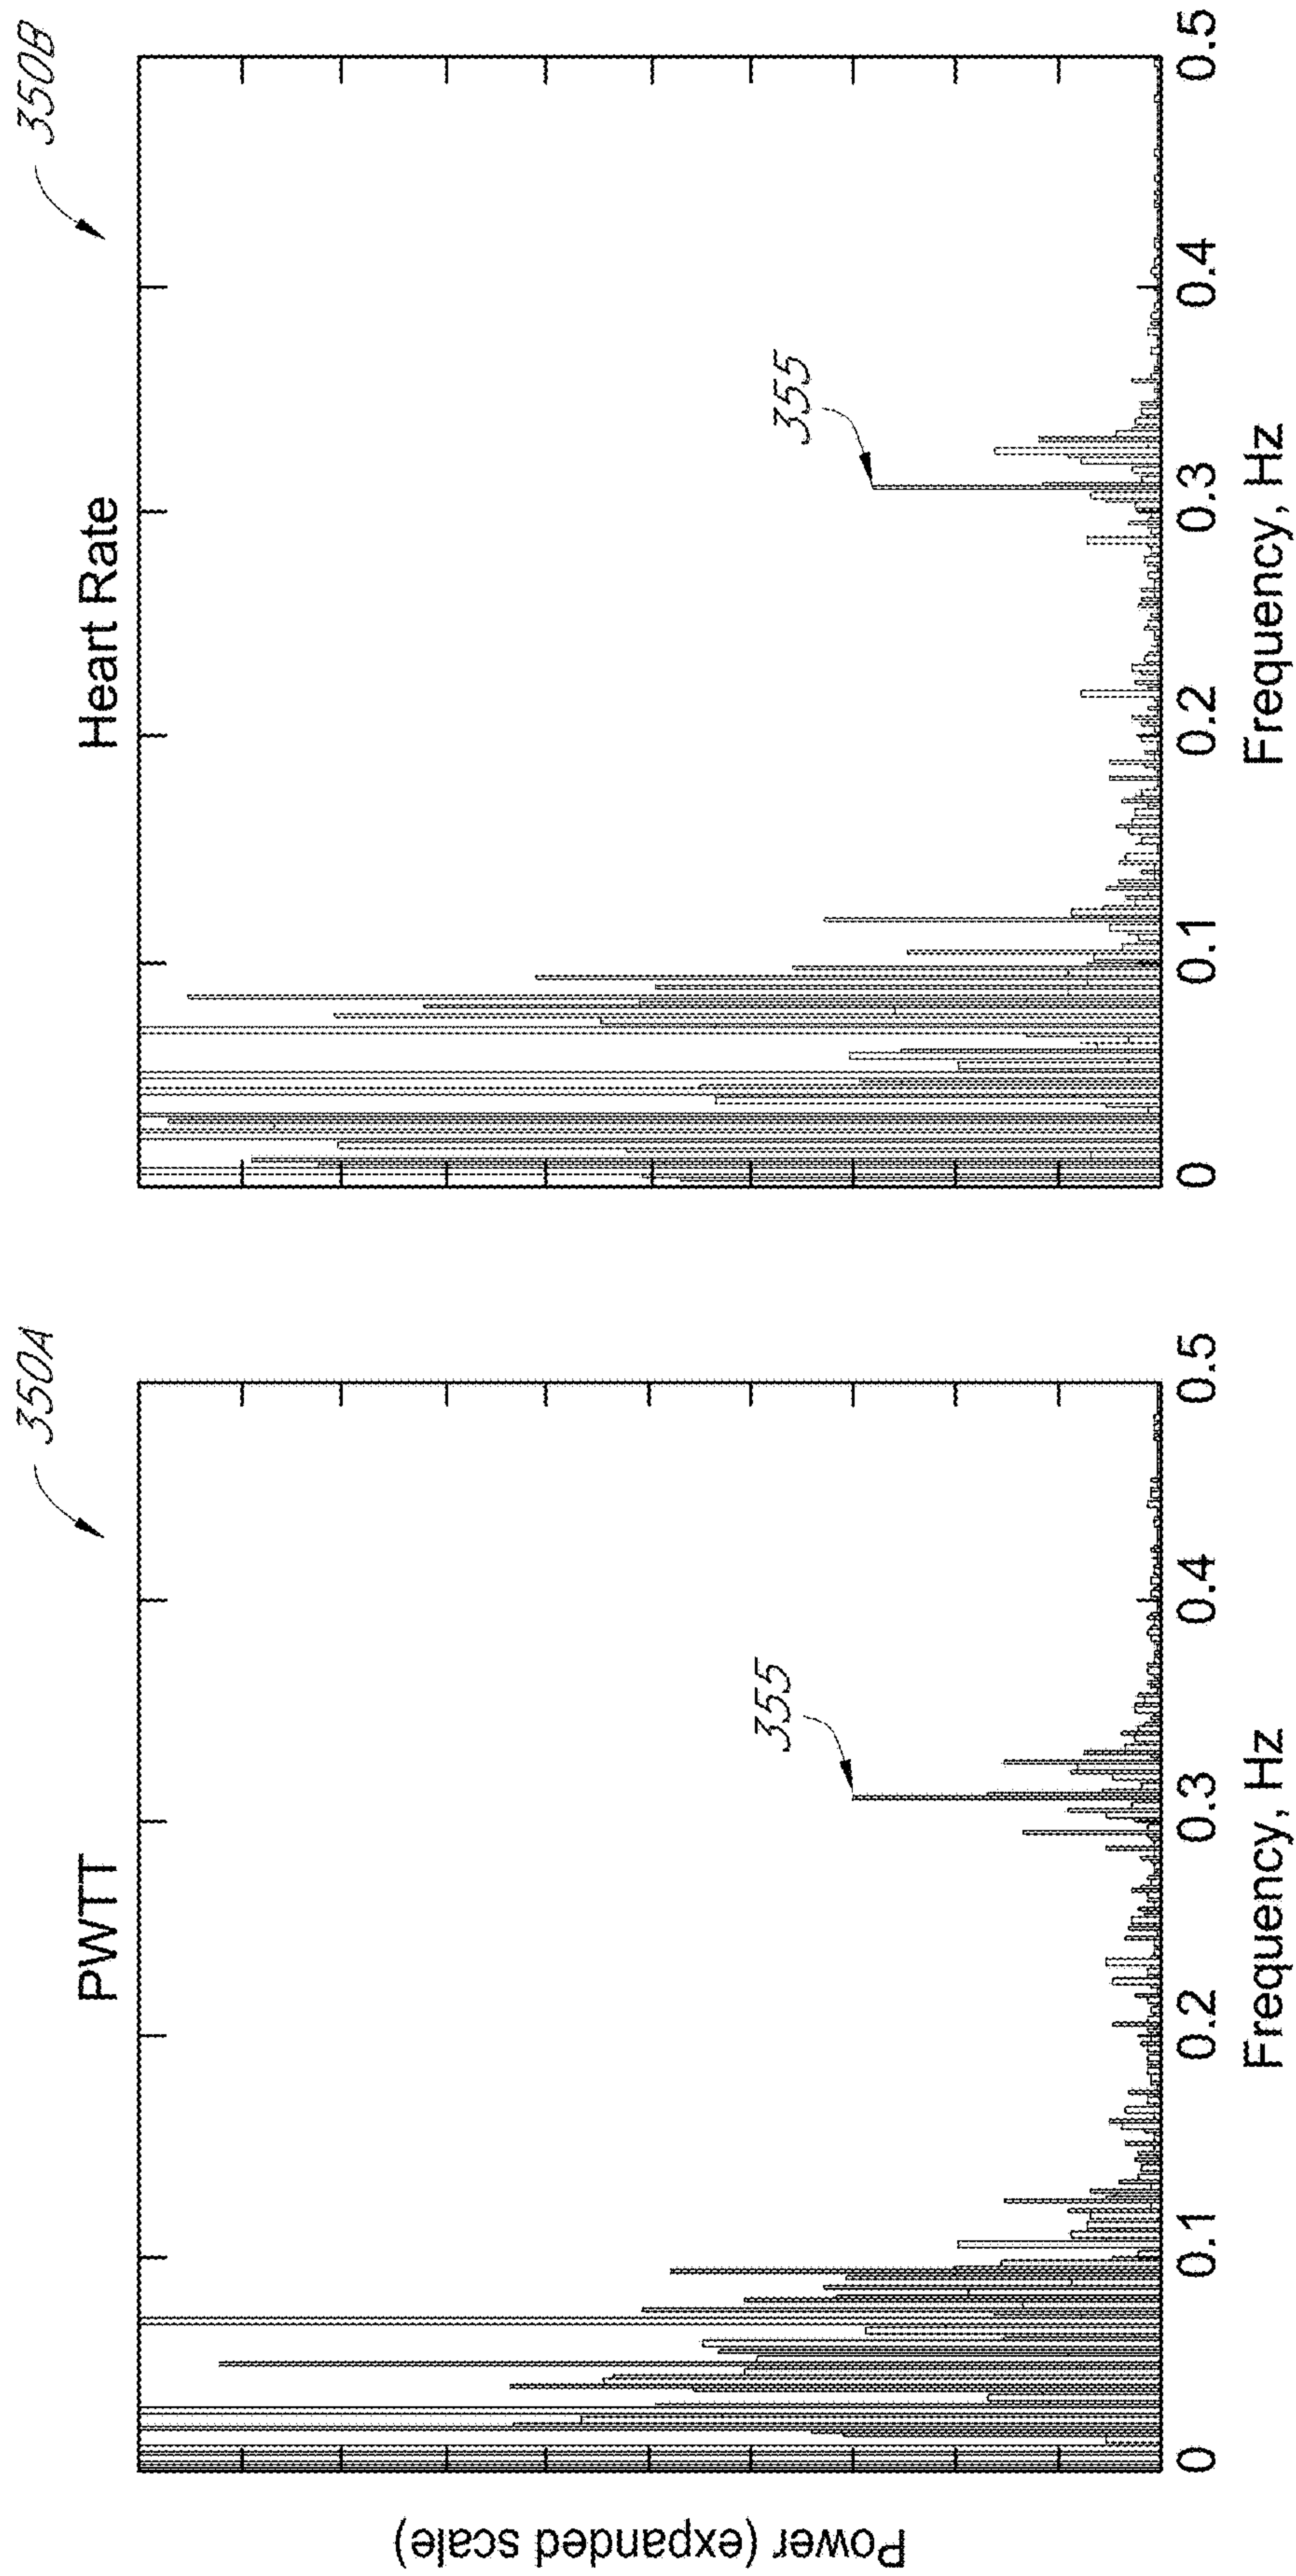 350A
PWTT
Power (expanded scale)
355
0 0.1 0.2 0.3 0.4 0.5
Frequency, Hz
350B
Heart Rate
355
0 0.1 0.2 0.3 0.4 0.5
Frequency, Hz